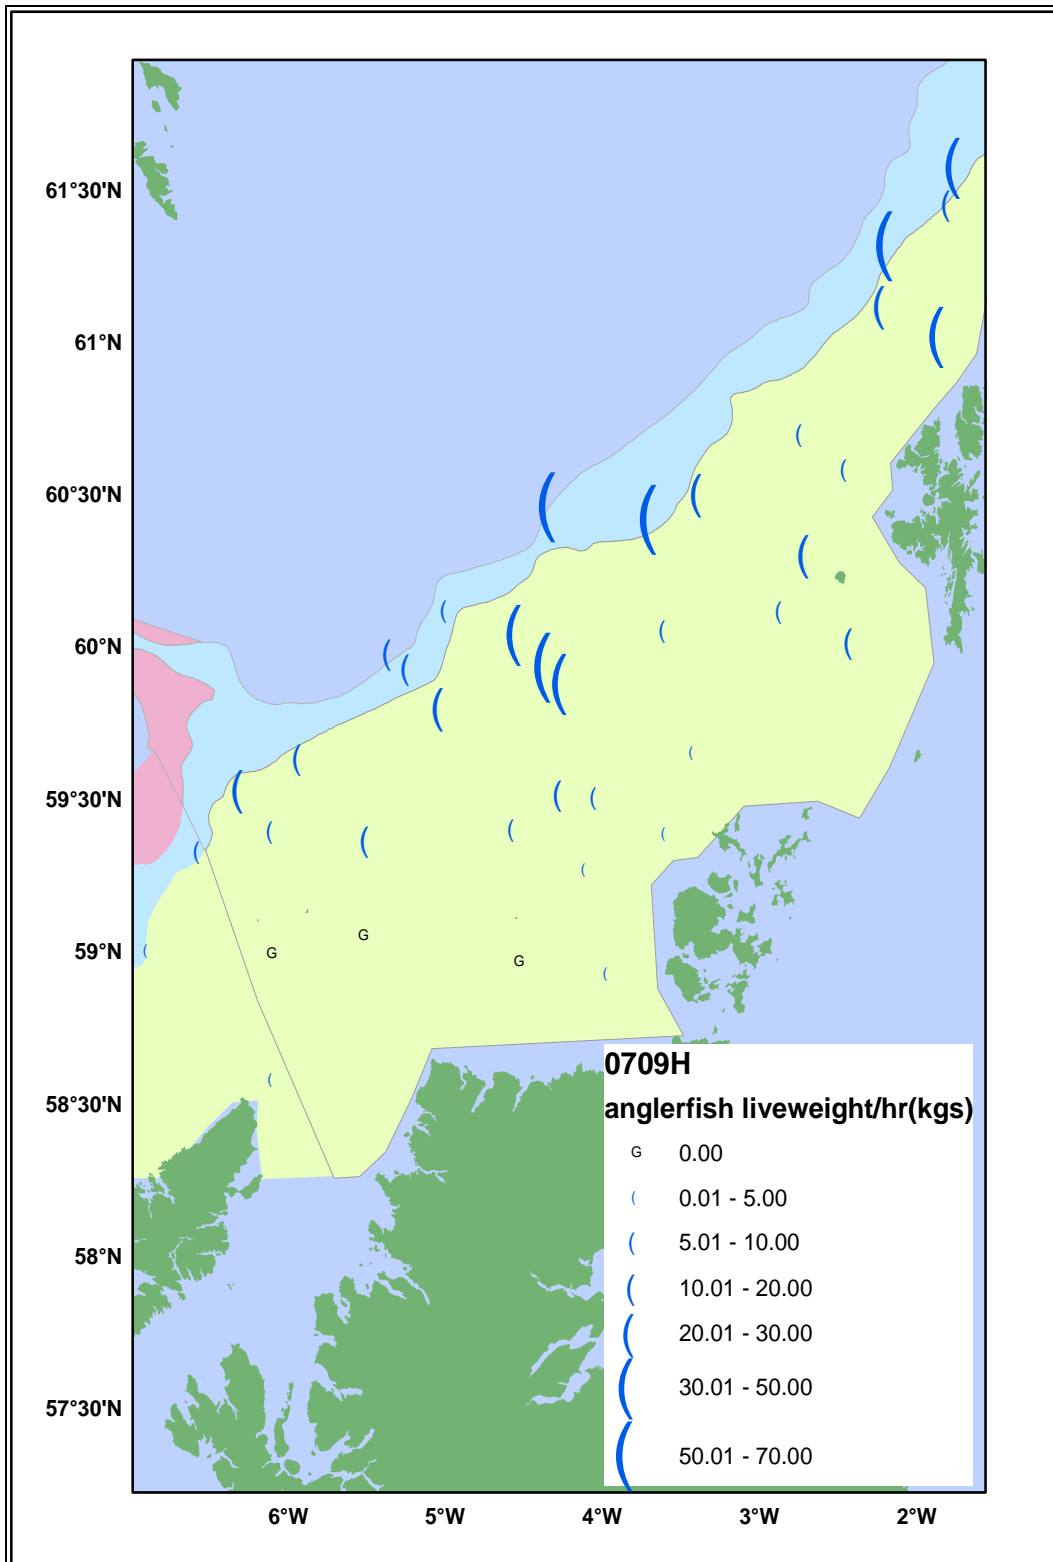 61°30'N
61°N
60°30'N
60°N
59°30'N
59°N
58°30'N
58°N
57°30'N
G
G
G
0709H
anglerfish liveweight/hr(kgs)
G 0.00
( 0.01 - 5.00
( 5.01 - 10.00
( 10.01 - 20.00
( 20.01 - 30.00
( 30.01 - 50.00
( 50.01 - 70.00
6°W 5°W 4°W 3°W 2°W